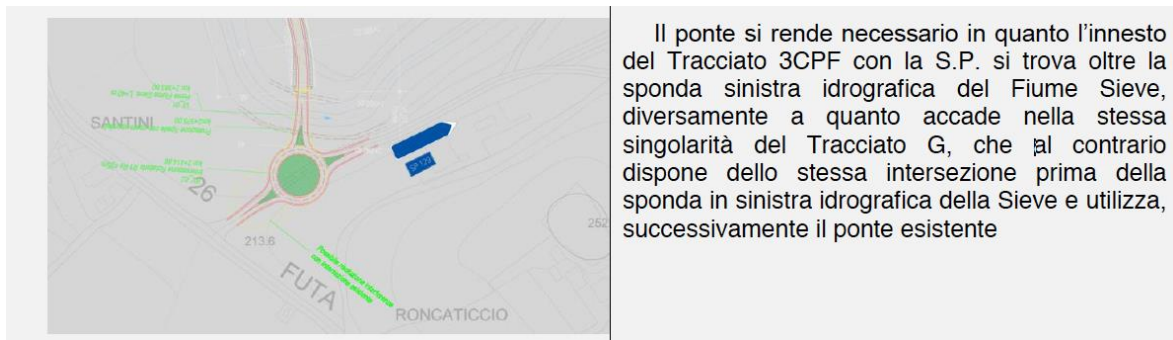 SANTINI
26
213.6
FUTA
RONCATICCIO
252
SP 129
Il ponte si rende necessario in quanto l'innesto
del Tracciato 3CPF con la S.P. si trova oltre la
sponda sinistra idrografica del Fiume Sieve,
diversamente a quanto accade nella stessa
singolarità del Tracciato G, che al contrario
dispone dello stessa intersezione prima della
sponda in sinistra idrografica della Sieve e utilizza,
successivamente il ponte esistente